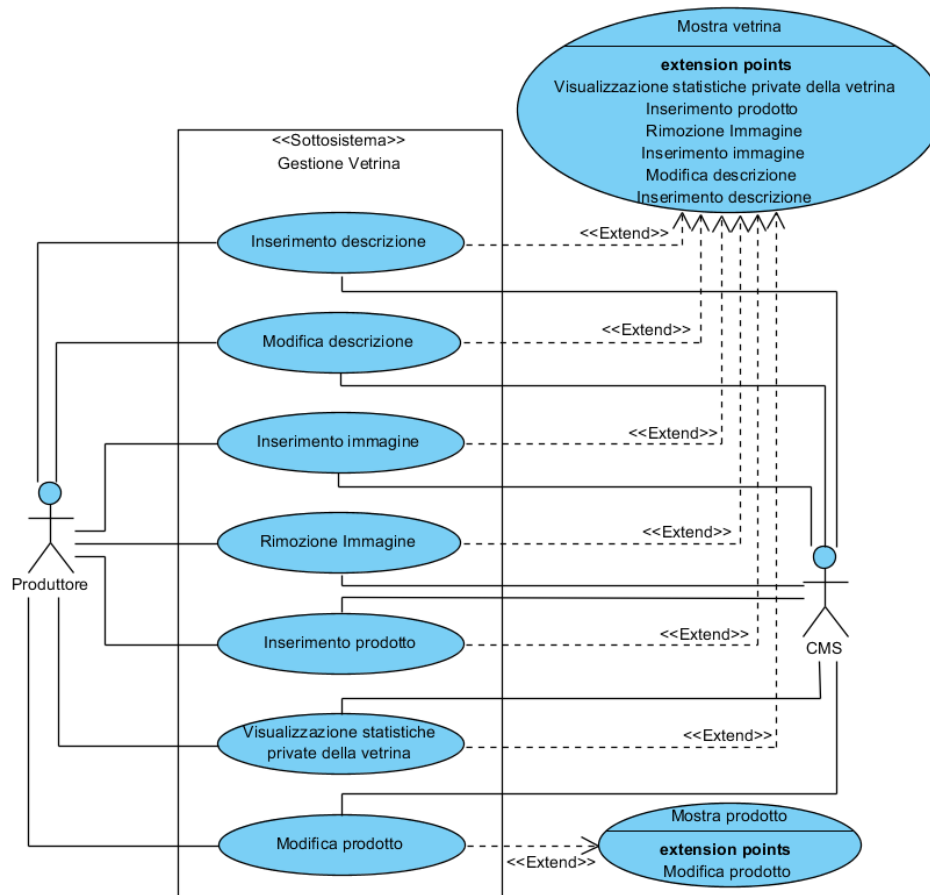 Mostra vetrina
extension points
Visualizzazione statistiche private della vetrina
Inserimento prodotto
Rimozione Immagine
Inserimento immagine
Modifica descrizione
Inserimento descrizione
<<Sottosistema>>
Gestione Vetrina
Inserimento descrizione
<<Extend>>
Modifica descrizione
<<Extend>>
Inserimento immagine
<<Extend>>
Rimozione Immagine
<<Extend>>
Produttore
Inserimento prodotto
<<Extend>>
CMS
Visualizzazione statistiche
private della vetrina
<<Extend>>
Modifica prodotto
<<Extend>>
Mostra prodotto
extension points
Modifica prodotto